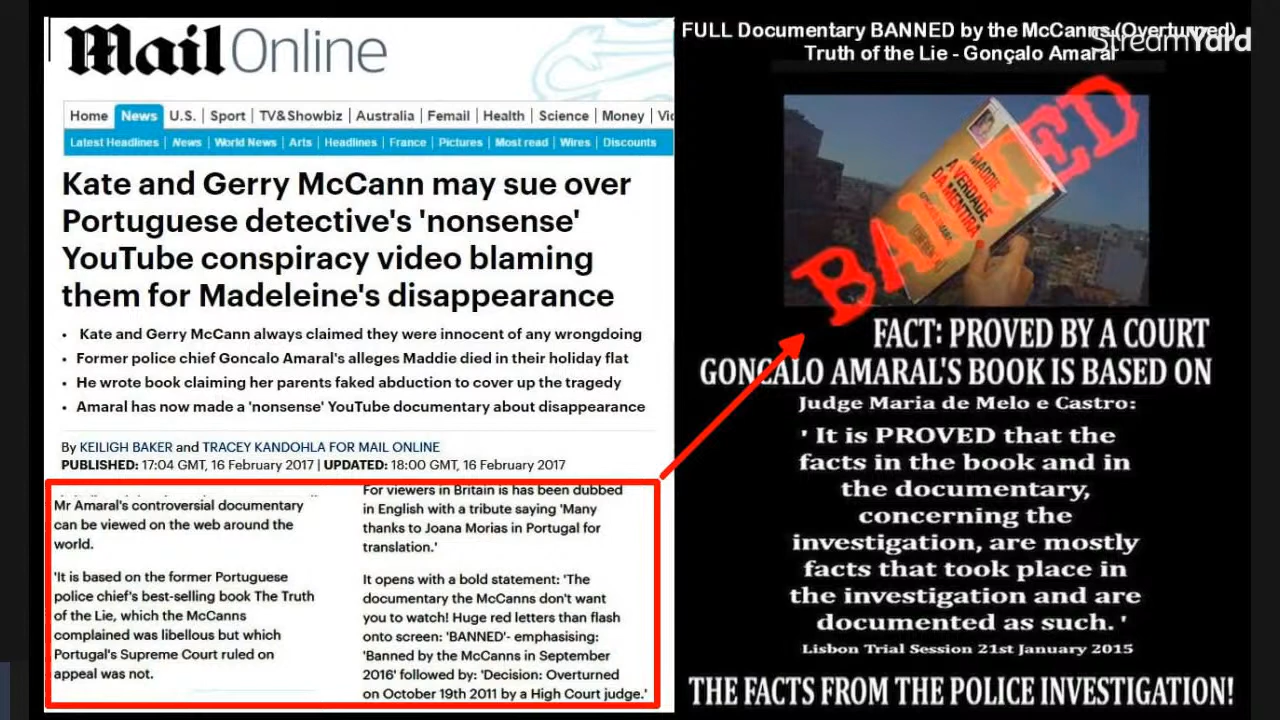 Mail Online
Home News U.S. Sport TV&Showbiz Australia Femail Health Science Money
Latest Headlines News World News Arts Headlines France Pictures Most read Wires Discounts
Kate and Gerry McCann may sue over
Portuguese detective's 'nonsense'
YouTube conspiracy video blaming
them for Madeleine's disappearance
• Kate and Gerry McCann always claimed they were innocent of any wrongdoing
• Former police chief Goncalo Amaral's alleges Maddie died in their holiday flat
• He wrote book claiming her parents faked abduction to cover up the tragedy
• Amaral has now made a 'nonsense' YouTube documentary about disappearance
By KEILIGH BAKER and TRACEY KANDOHLA FOR MAIL ONLINE
PUBLISHED: 17:04 GMT, 16 February 2017 | UPDATED: 18:00 GMT, 16 February 2017
Mr Amaral's controversial documentary
can be viewed on the web around the
world.
'It is based on the former Portuguese
police chief's best-selling book The Truth
of the Lie, which the McCanns
complained was libellous but which
Portugal's Supreme Court ruled on
appeal was not.
For viewers in Britain is has been dubbed
in English with a tribute saying 'Many
thanks to Joana Morias in Portugal for
translation.'
It opens with a bold statement: 'The
documentary the McCanns don't want
you to watch! Huge red letters than flash
onto screen: 'BANNED'- emphasising:
'Banned by the McCanns in September
2016' followed by: 'Decision: Overturned
on October 19th 2011 by a High Court judge.'
FULL Documentary BANNED by the McCanns (Overturned)
Truth of the Lie - Gonçalo Amaral
StreamYard
MADDIE
A VERDADE
DA MENTIRA
BANNED
FACT: PROVED BY A COURT
GONCALO AMARAL'S BOOK IS BASED ON
Judge Maria de Melo e Castro:
' It is PROVED that the
facts in the book and in
the documentary,
concerning the
investigation, are mostly
facts that took place in
the investigation and are
documented as such. '
Lisbon Trial Session 21st January 2015
THE FACTS FROM THE POLICE INVESTIGATION!